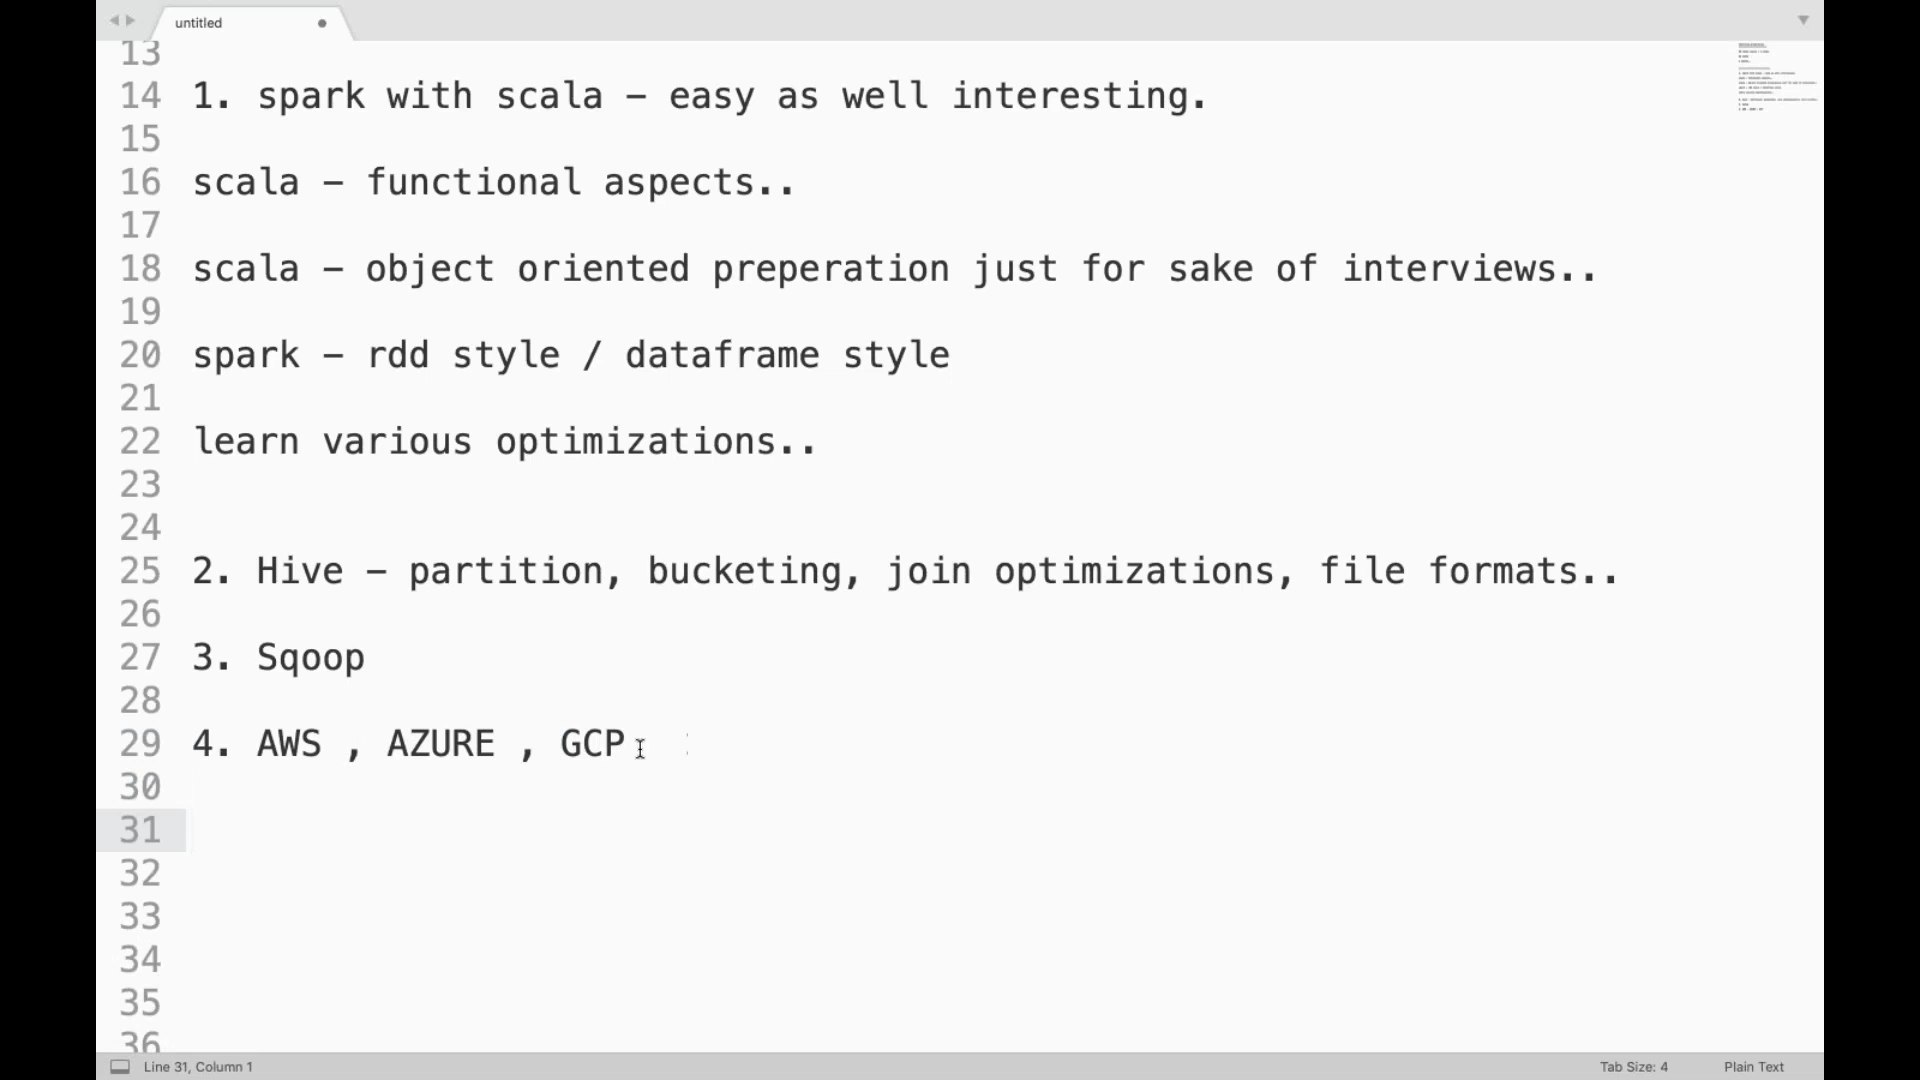 untitled
13
14 1. spark with scala – easy as well interesting.
15
16 scala – functional aspects..
17
18 scala – object oriented preperation just for sake of interviews..
19
20 spark – rdd style / dataframe style
21
22 learn various optimizations..
23
24
25 2. Hive – partition, bucketing, join optimizations, file formats..
26
27 3. Sqoop
28
29 4. AWS , AZURE , GCP
30
31
32
33
34
35
36
Line 31, Column 1
Tab Size: 4
Plain Text